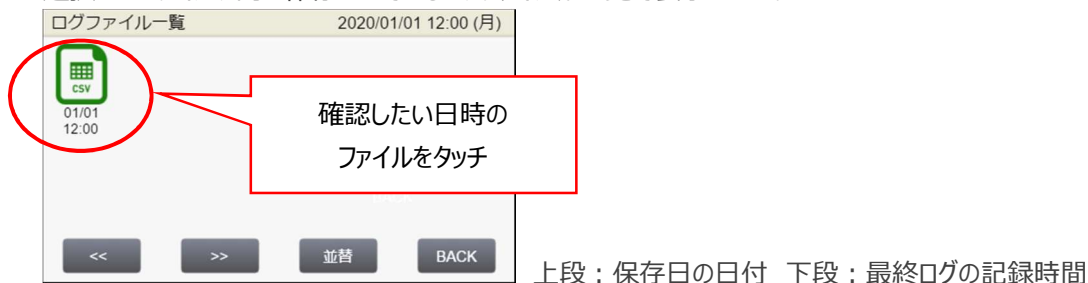 ログファイル一覧 2020/01/01 12:00 (月)
CSV
01/01
12:00
確認したい日時の
ファイルをタッチ
<< >> 並替 BACK
上段：保存日の日付 下段：最終ログの記録時間